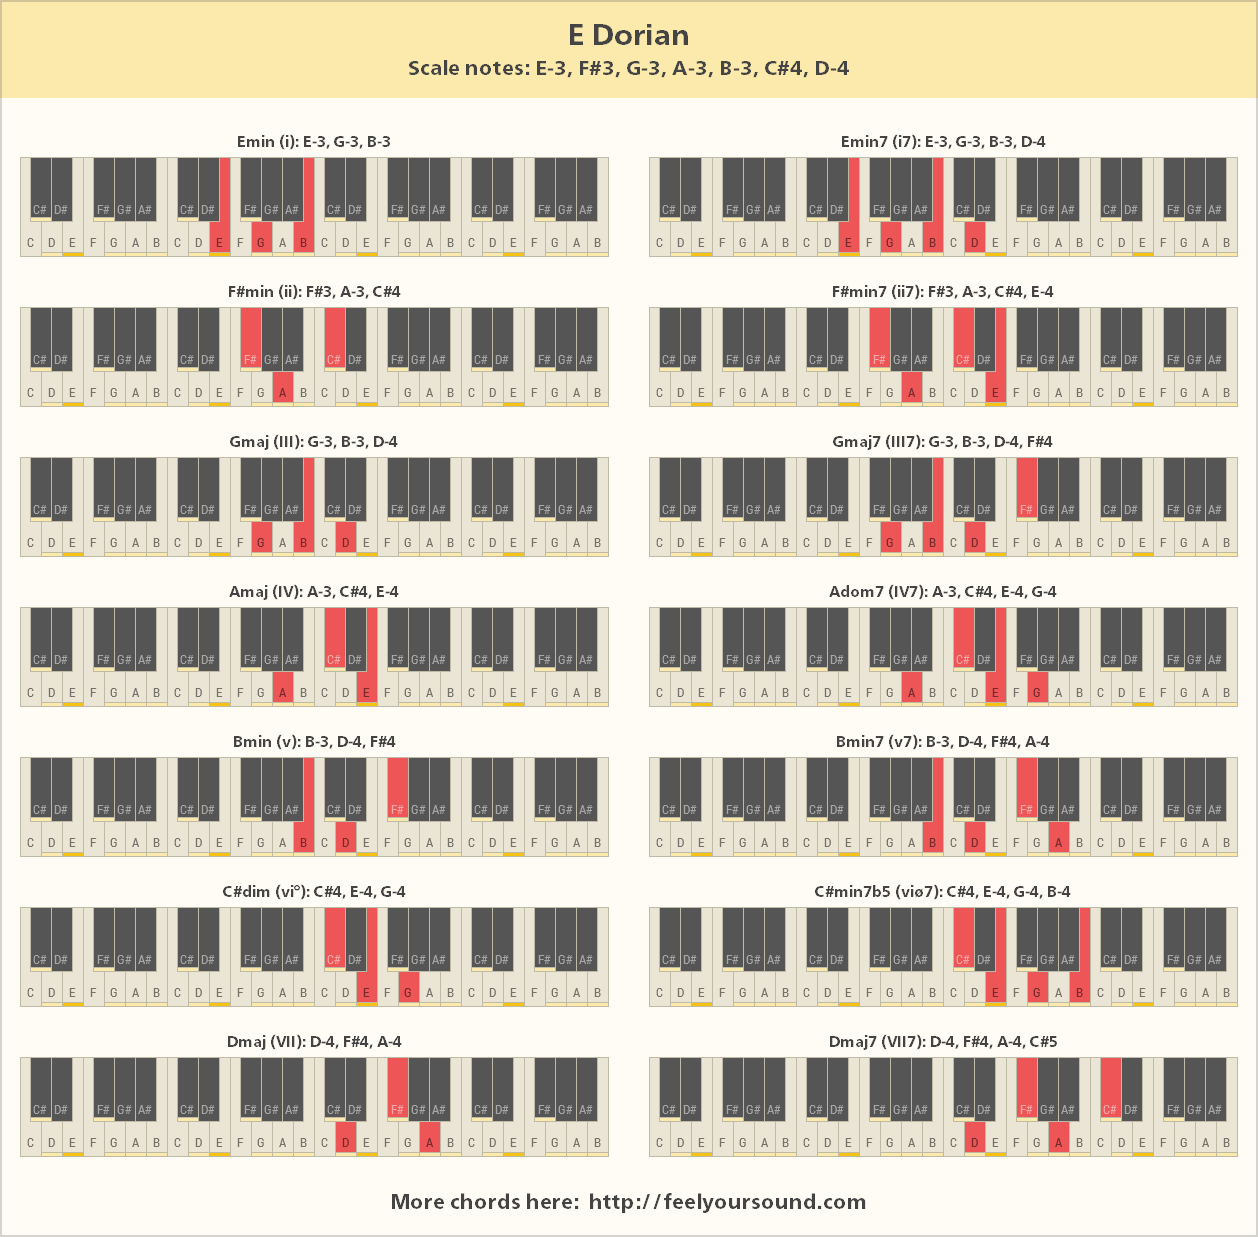 E Dorian
Scale notes: E-3, F#3, G-3, A-3, B-3, C#4, D-4
Emin (i): E-3, G-3, B-3
C# D# F# G# A# C# D# F# G# A# C# D# F# G# A# C# D# F# G# A#
C D E F G A B C D E F G A B C D E F G A B C D E F G A B
Emin7 (i7): E-3, G-3, B-3, D-4
C# D# F# G# A# C# D# F# G# A# C# D# F# G# A# C# D# F# G# A#
C D E F G A B C D E F G A B C D E F G A B C D E F G A B
F#min (ii): F#3, A-3, C#4
C# D# F# G# A# C# D# F# G# A# C# D# F# G# A# C# D# F# G# A#
C D E F G A B C D E F G A B C D E F G A B C D E F G A B
F#min7 (ii7): F#3, A-3, C#4, E-4
C# D# F# G# A# C# D# F# G# A# C# D# F# G# A# C# D# F# G# A#
C D E F G A B C D E F G A B C D E F G A B C D E F G A B
Gmaj (III): G-3, B-3, D-4
C# D# F# G# A# C# D# F# G# A# C# D# F# G# A# C# D# F# G# A#
C D E F G A B C D E F G A B C D E F G A B C D E F G A B
Gmaj7 (III7): G-3, B-3, D-4, F#4
C# D# F# G# A# C# D# F# G# A# C# D# F# G# A# C# D# F# G# A#
C D E F G A B C D E F G A B C D E F G A B C D E F G A B
Amaj (IV): A-3, C#4, E-4
C# D# F# G# A# C# D# F# G# A# C# D# F# G# A# C# D# F# G# A#
C D E F G A B C D E F G A B C D E F G A B C D E F G A B
Adom7 (IV7): A-3, C#4, E-4, G-4
C# D# F# G# A# C# D# F# G# A# C# D# F# G# A# C# D# F# G# A#
C D E F G A B C D E F G A B C D E F G A B C D E F G A B
Bmin (v): B-3, D-4, F#4
C# D# F# G# A# C# D# F# G# A# C# D# F# G# A# C# D# F# G# A#
C D E F G A B C D E F G A B C D E F G A B C D E F G A B
Bmin7 (v7): B-3, D-4, F#4, A-4
C# D# F# G# A# C# D# F# G# A# C# D# F# G# A# C# D# F# G# A#
C D E F G A B C D E F G A B C D E F G A B C D E F G A B
C#dim (vi°): C#4, E-4, G-4
C# D# F# G# A# C# D# F# G# A# C# D# F# G# A# C# D# F# G# A#
C D E F G A B C D E F G A B C D E F G A B C D E F G A B
C#min7b5 (viø7): C#4, E-4, G-4, B-4
C# D# F# G# A# C# D# F# G# A# C# D# F# G# A# C# D# F# G# A#
C D E F G A B C D E F G A B C D E F G A B C D E F G A B
Dmaj (VII): D-4, F#4, A-4
C# D# F# G# A# C# D# F# G# A# C# D# F# G# A# C# D# F# G# A#
C D E F G A B C D E F G A B C D E F G A B C D E F G A B
Dmaj7 (VII7): D-4, F#4, A-4, C#5
C# D# F# G# A# C# D# F# G# A# C# D# F# G# A# C# D# F# G# A#
C D E F G A B C D E F G A B C D E F G A B C D E F G A B
More chords here: http://feelyoursound.com